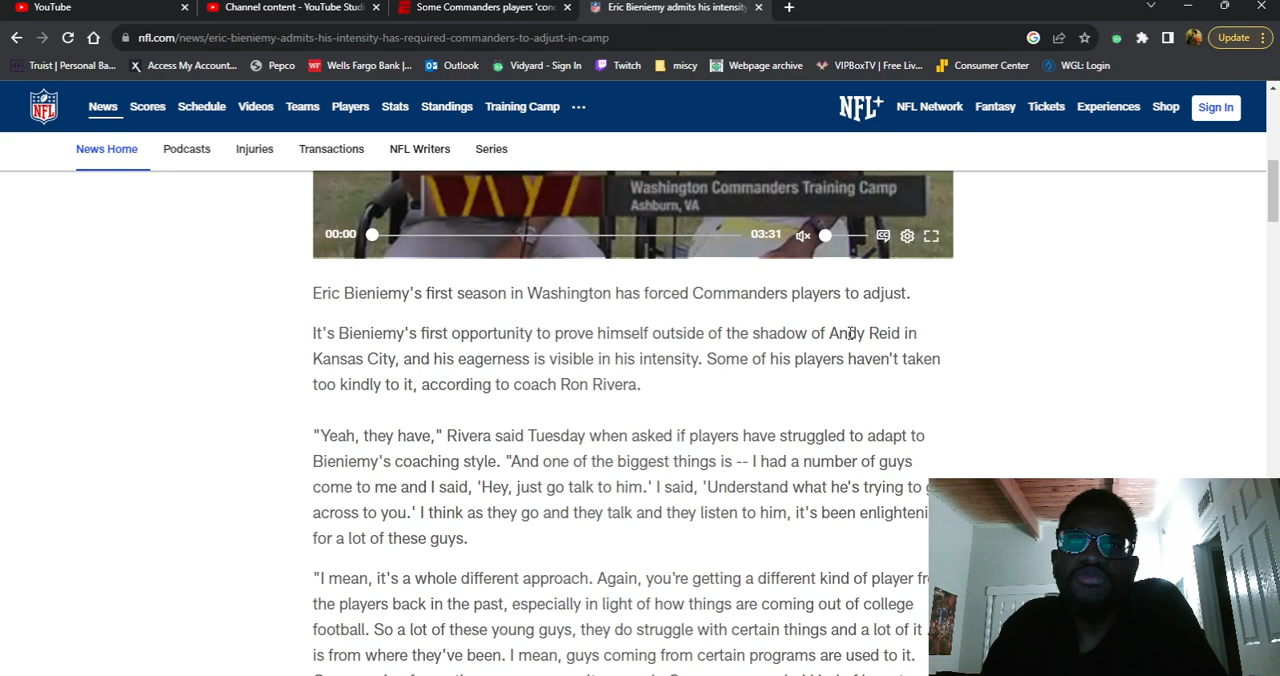 YouTube
Channel content - YouTube Studi
Some Commanders players 'conc
Eric Bieniemy admits his intensity
nfl.com/news/eric-bieniemy-admits-his-intensity-has-required-commanders-to-adjust-in-camp
Update
Truist | Personal Ba...
Access My Account...
Pepco
Wells Fargo Bank |...
Outlook
Vidyard - Sign In
Twitch
miscy
Webpage archive
VIPBoxTV | Free Liv...
Consumer Center
WGL: Login
NFL
News
Scores
Schedule
Videos
Teams
Players
Stats
Standings
Training Camp
NFL+
NFL Network
Fantasy
Tickets
Experiences
Shop
Sign In
News Home
Podcasts
Injuries
Transactions
NFL Writers
Series
Washington Commanders Training Camp
Ashburn, VA
00:00
03:31
Eric Bieniemy's first season in Washington has forced Commanders players to adjust.
It's Bieniemy's first opportunity to prove himself outside of the shadow of Andy Reid in
Kansas City, and his eagerness is visible in his intensity. Some of his players haven't taken
too kindly to it, according to coach Ron Rivera.
"Yeah, they have," Rivera said Tuesday when asked if players have struggled to adapt to
Bieniemy's coaching style. "And one of the biggest things is -- I had a number of guys
come to me and I said, 'Hey, just go talk to him.' I said, 'Understand what he's trying to
across to you.' I think as they go and they talk and they listen to him, it's been enlighteni
for a lot of these guys.
"I mean, it's a whole different approach. Again, you're getting a different kind of player fr
the players back in the past, especially in light of how things are coming out of college
football. So a lot of these young guys, they do struggle with certain things and a lot of it
is from where they've been. I mean, guys coming from certain programs are used to it.